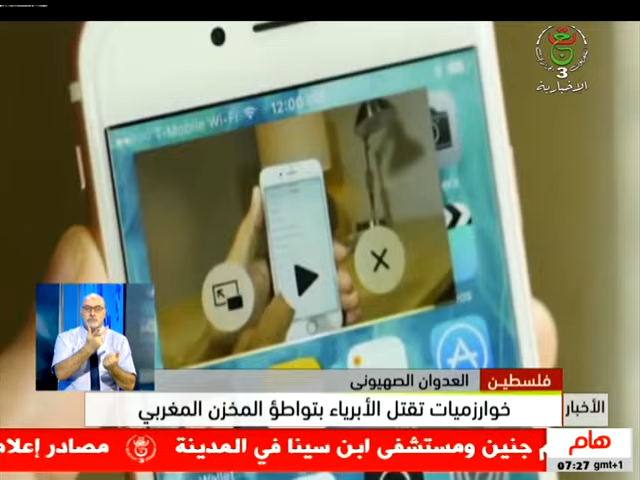 3
الإخبارية
T-Mobile Wi-Fi 12:00
فلسطين العدوان الصهيوني
الأخبار
خوارزميات تقتل الأبرياء بتواطؤ المخزن المغربي
هام
م جنين ومستشفى ابن سينا في المدينة مصادر إعلا
07:27 gmt+1